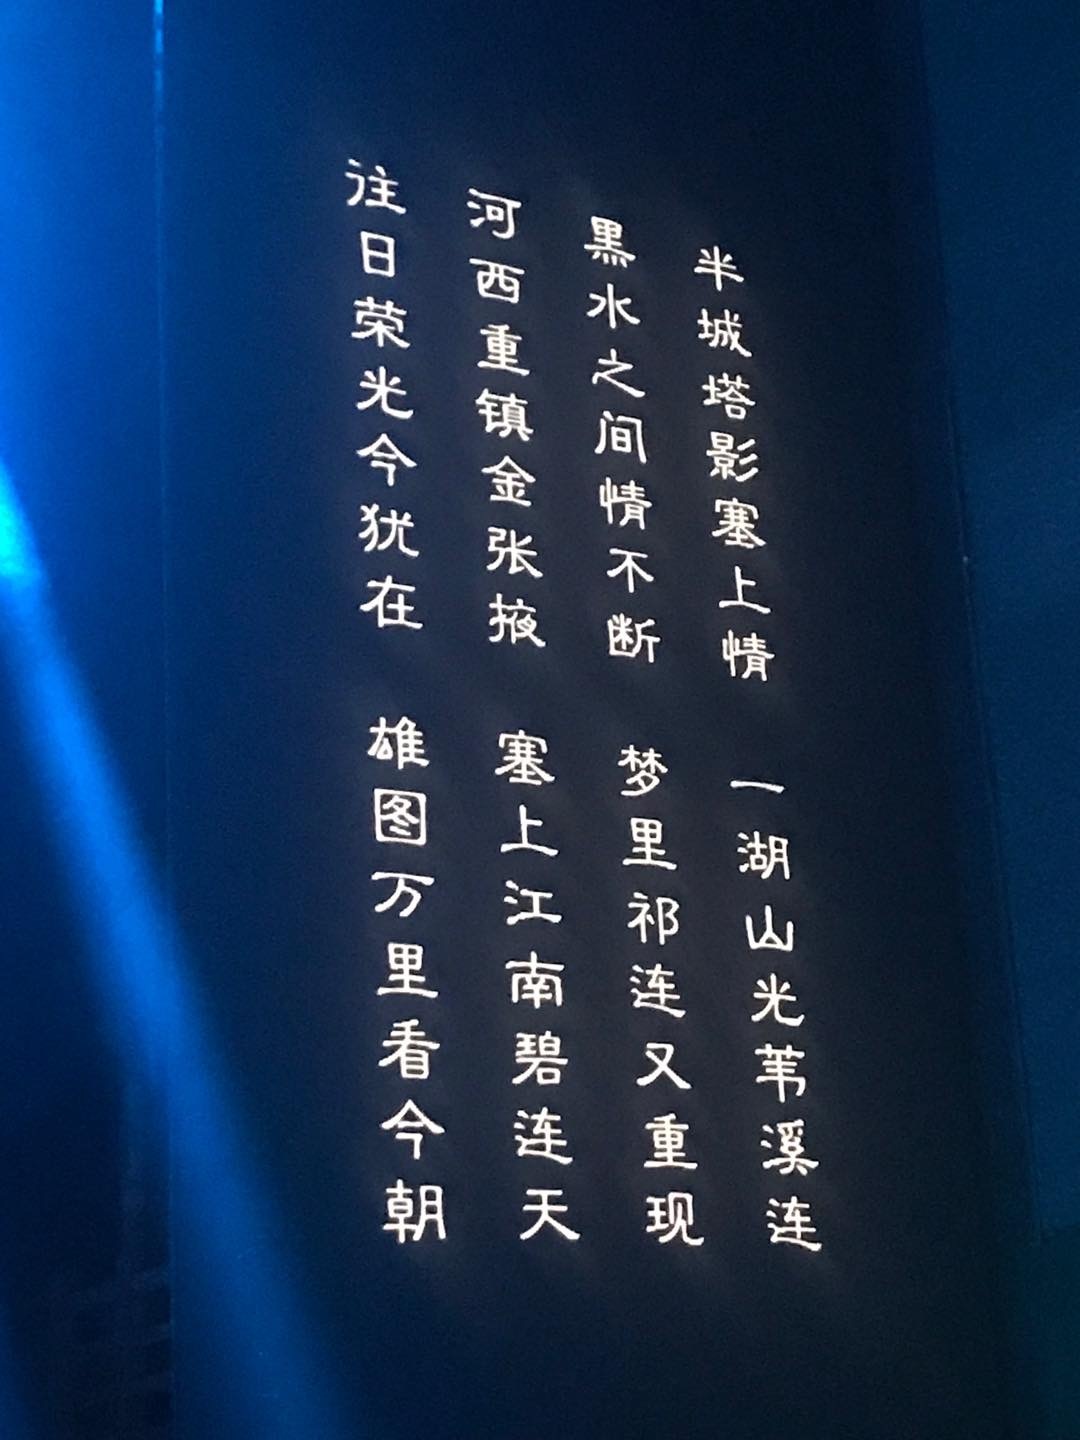 半城塔影塞上情 一湖山光苇溪连
黑水之间情不断 梦里祁连又重现
河西重镇金张掖 塞上江南碧连天
往日荣光今犹在 雄图万里看今朝